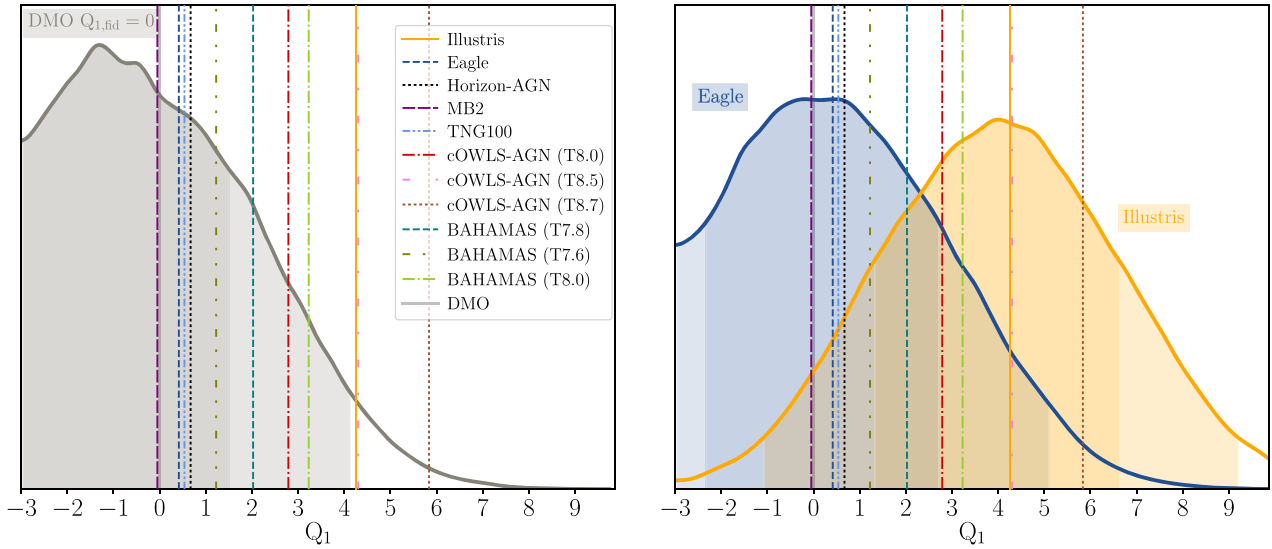 DMO Q1,fid = 0
Illustris
Eagle
Horizon-AGN
MB2
TNG100
cOWLS-AGN (T8.0)
cOWLS-AGN (T8.5)
cOWLS-AGN (T8.7)
BAHAMAS (T7.8)
BAHAMAS (T7.6)
BAHAMAS (T8.0)
DMO
−3 −2 −1 0 1 2 3 4 5 6 7 8 9
Q1
Eagle
Illustris
−3 −2 −1 0 1 2 3 4 5 6 7 8 9
Q1